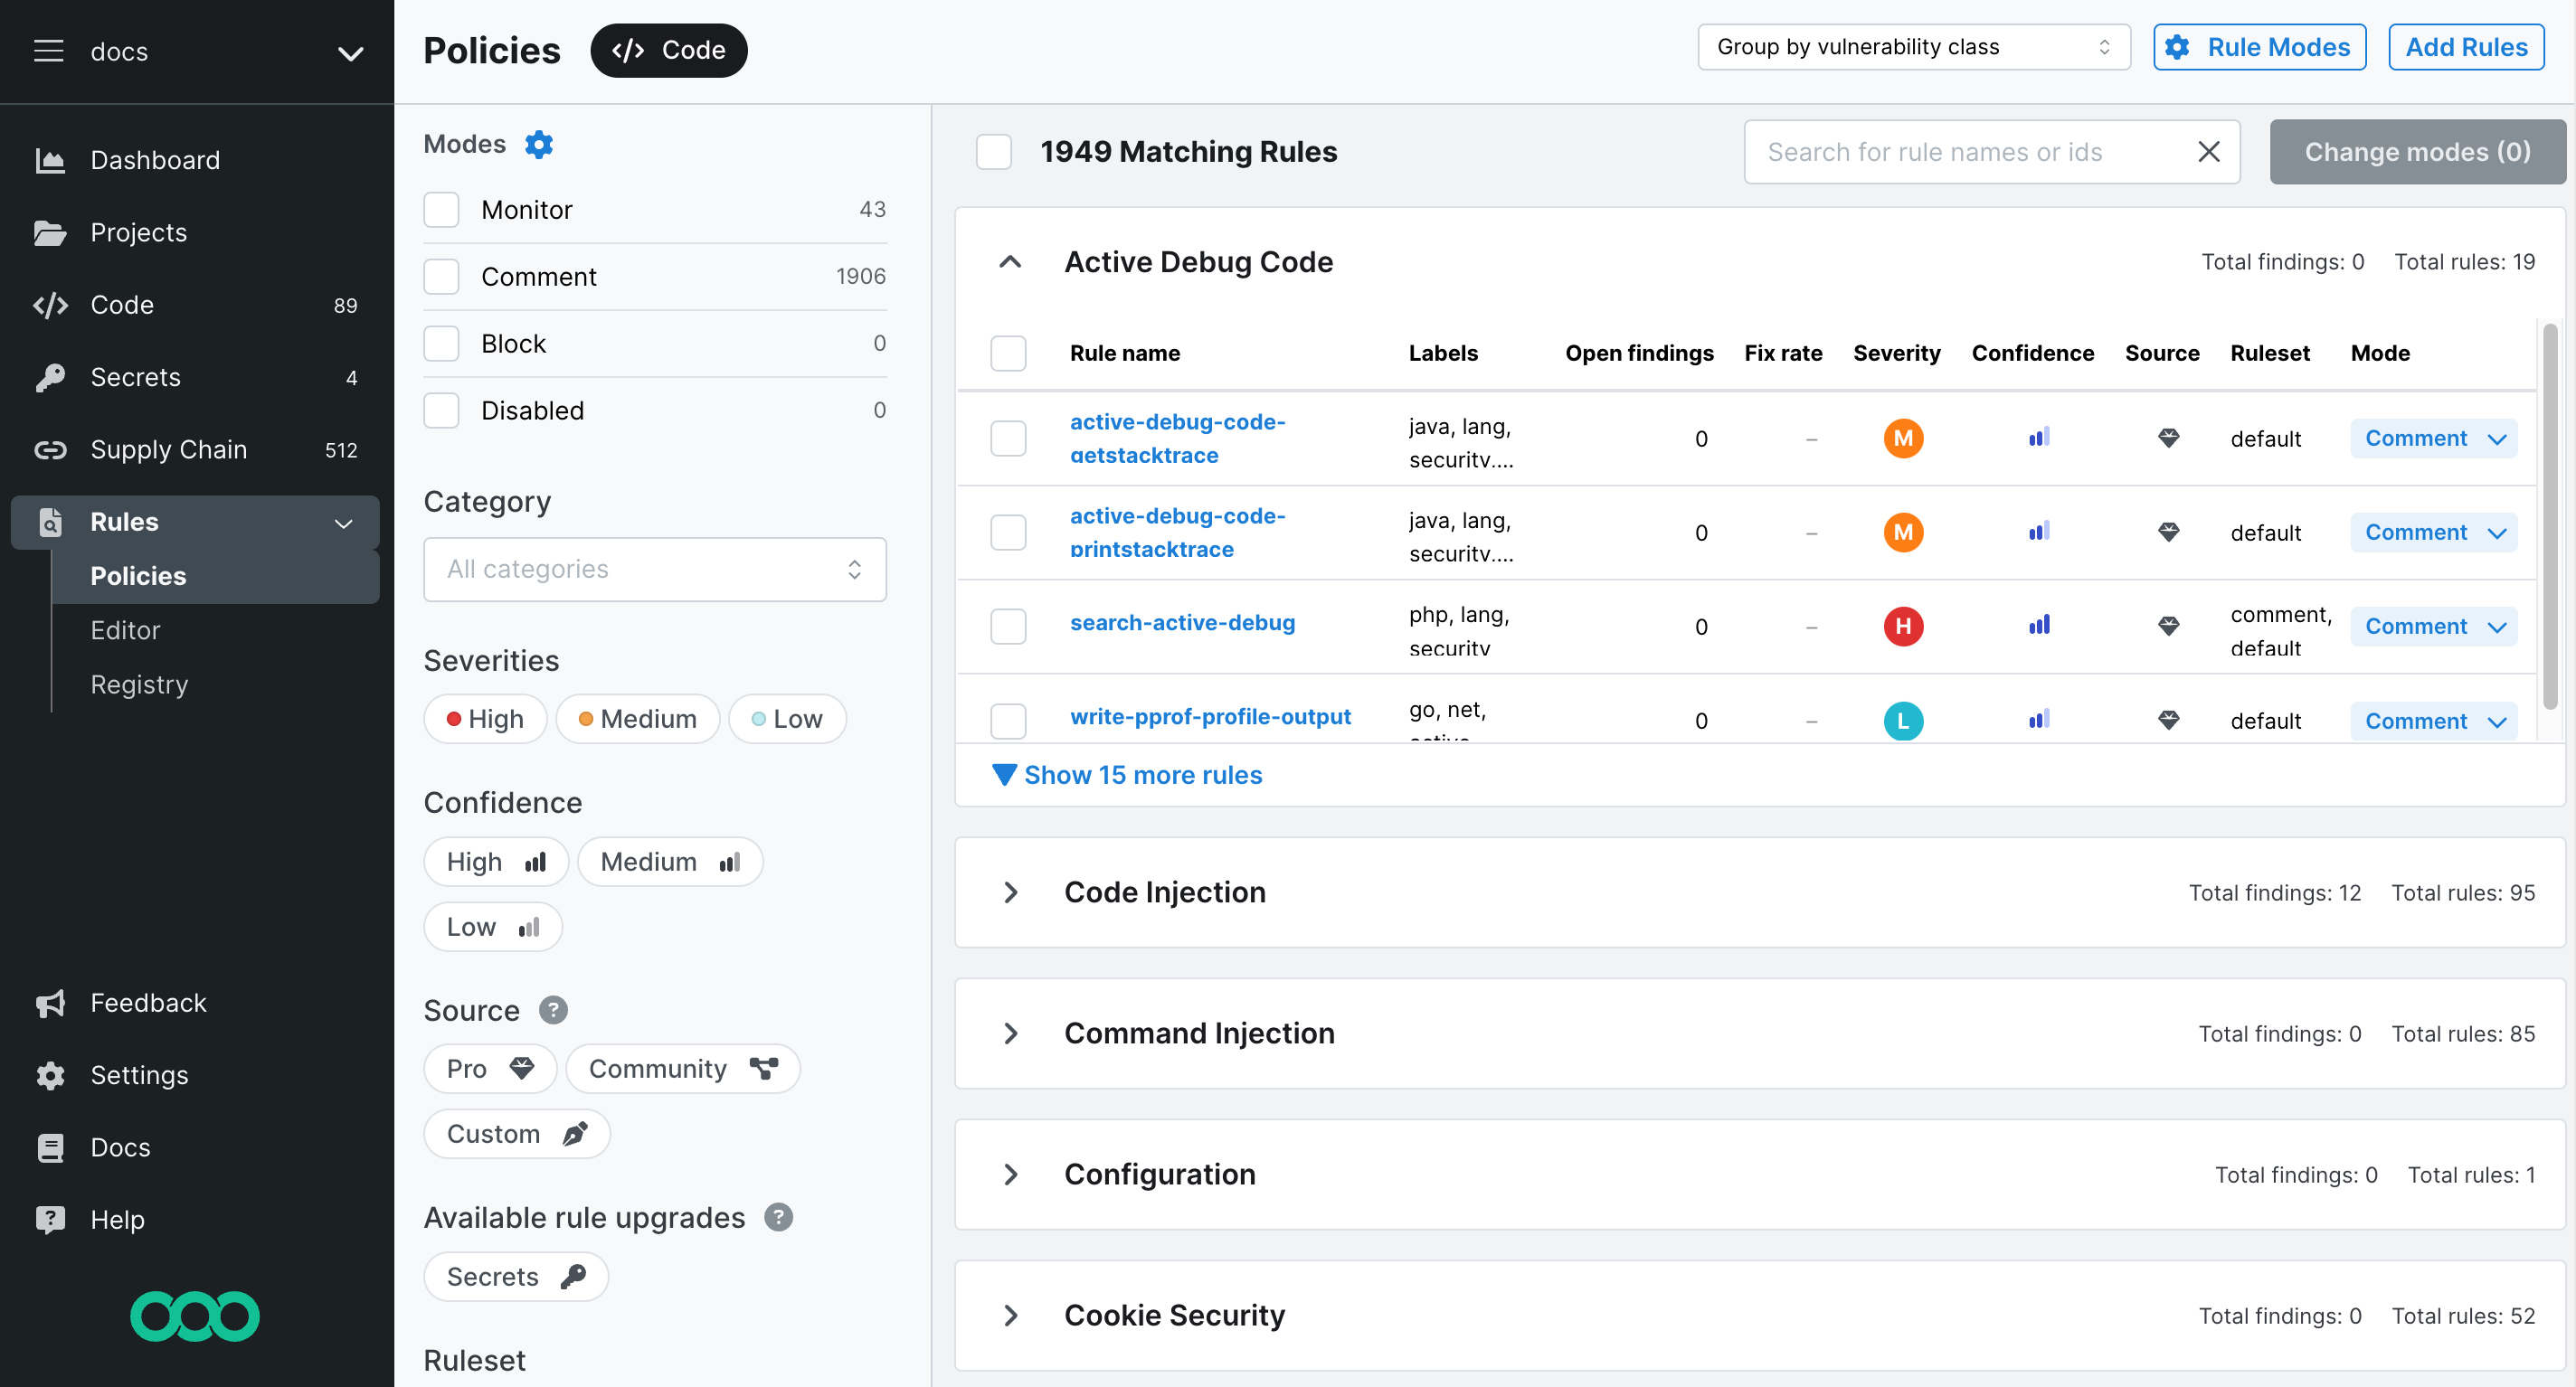 docs
Dashboard
Projects
Code 89
Secrets 4
Supply Chain 512
Rules
Policies
Editor
Registry
Feedback
Settings
Docs
Help
Policies
Code
Group by vulnerability class
Rule Modes
Add Rules
Modes
Monitor 43
Comment 1906
Block 0
Disabled 0
Category
All categories
Severities
High Medium Low
Confidence
High Medium
Low
Source ?
Pro Community
Custom
Available rule upgrades ?
Secrets
Ruleset
1949 Matching Rules
Search for rule names or ids
Change modes (0)
Active Debug Code Total findings: 0 Total rules: 19
Rule name Labels Open findings Fix rate Severity Confidence Source Ruleset Mode
active-debug-code-
getstacktrace
java, lang,
security,...
0 – M default Comment
active-debug-code-
printstacktrace
java, lang,
security,...
0 – M default Comment
search-active-debug
php, lang,
security
0 – H
comment,
default
Comment
write-pprof-profile-output
go, net,
active
0 – L default Comment
Show 15 more rules
Code Injection Total findings: 12 Total rules: 95
Command Injection Total findings: 0 Total rules: 85
Configuration Total findings: 0 Total rules: 1
Cookie Security Total findings: 0 Total rules: 52